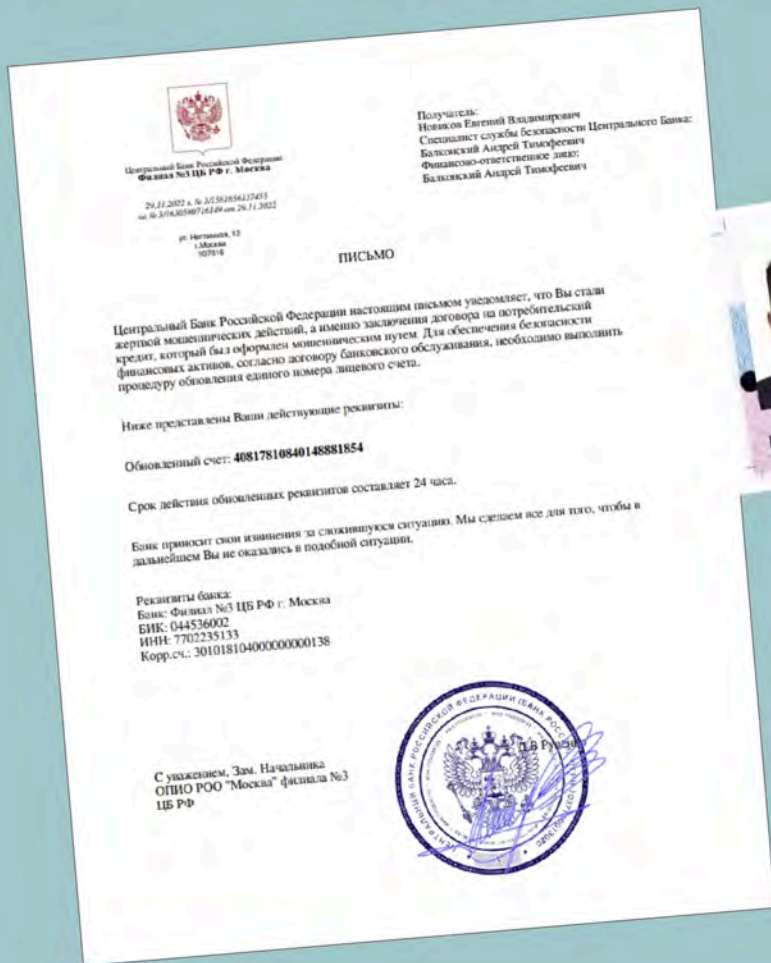 Центральный Банк Российской Федерации
Филиал №3 ЦБ РФ г. Москва
ул. Неглинная, 12
г.Москва
107016
Получатель:
Новиков Евгений Владимирович
Специалист службы безопасности Центрального Банка:
Балковский Андрей Тимофеевич
Финансово-ответственное лицо:
Балковский Андрей Тимофеевич
ПИСЬМО
Центральный Банк Российской Федерации настоящим письмом уведомляет, что Вы стали
жертвой мошеннических действий, а именно заключения договора на потребительский
кредит, который был оформлен мошенническим путем. Для обеспечения безопасности
финансовых активов, согласно договору банковского обслуживания, необходимо выполнить
процедуру обновления единого номера лицевого счета.
Ниже представлены Ваши действующие реквизиты:
Обновленный счет: 40817810840148881854
Срок действия обновленных реквизитов составляет 24 часа.
Банк приносит свои извинения за сложившуюся ситуацию. Мы сделаем все для того, чтобы в
дальнейшем Вы не оказались в подобной ситуации.
Реквизиты банка:
Банк: Филиал №3 ЦБ РФ г. Москва
БИК: 044536002
ИНН: 7702235133
Корр.сч.: 301018104000000000138
С уважением, Зам. Начальника
ОПИО РОО "Москва" филиала №3
ЦБ РФ